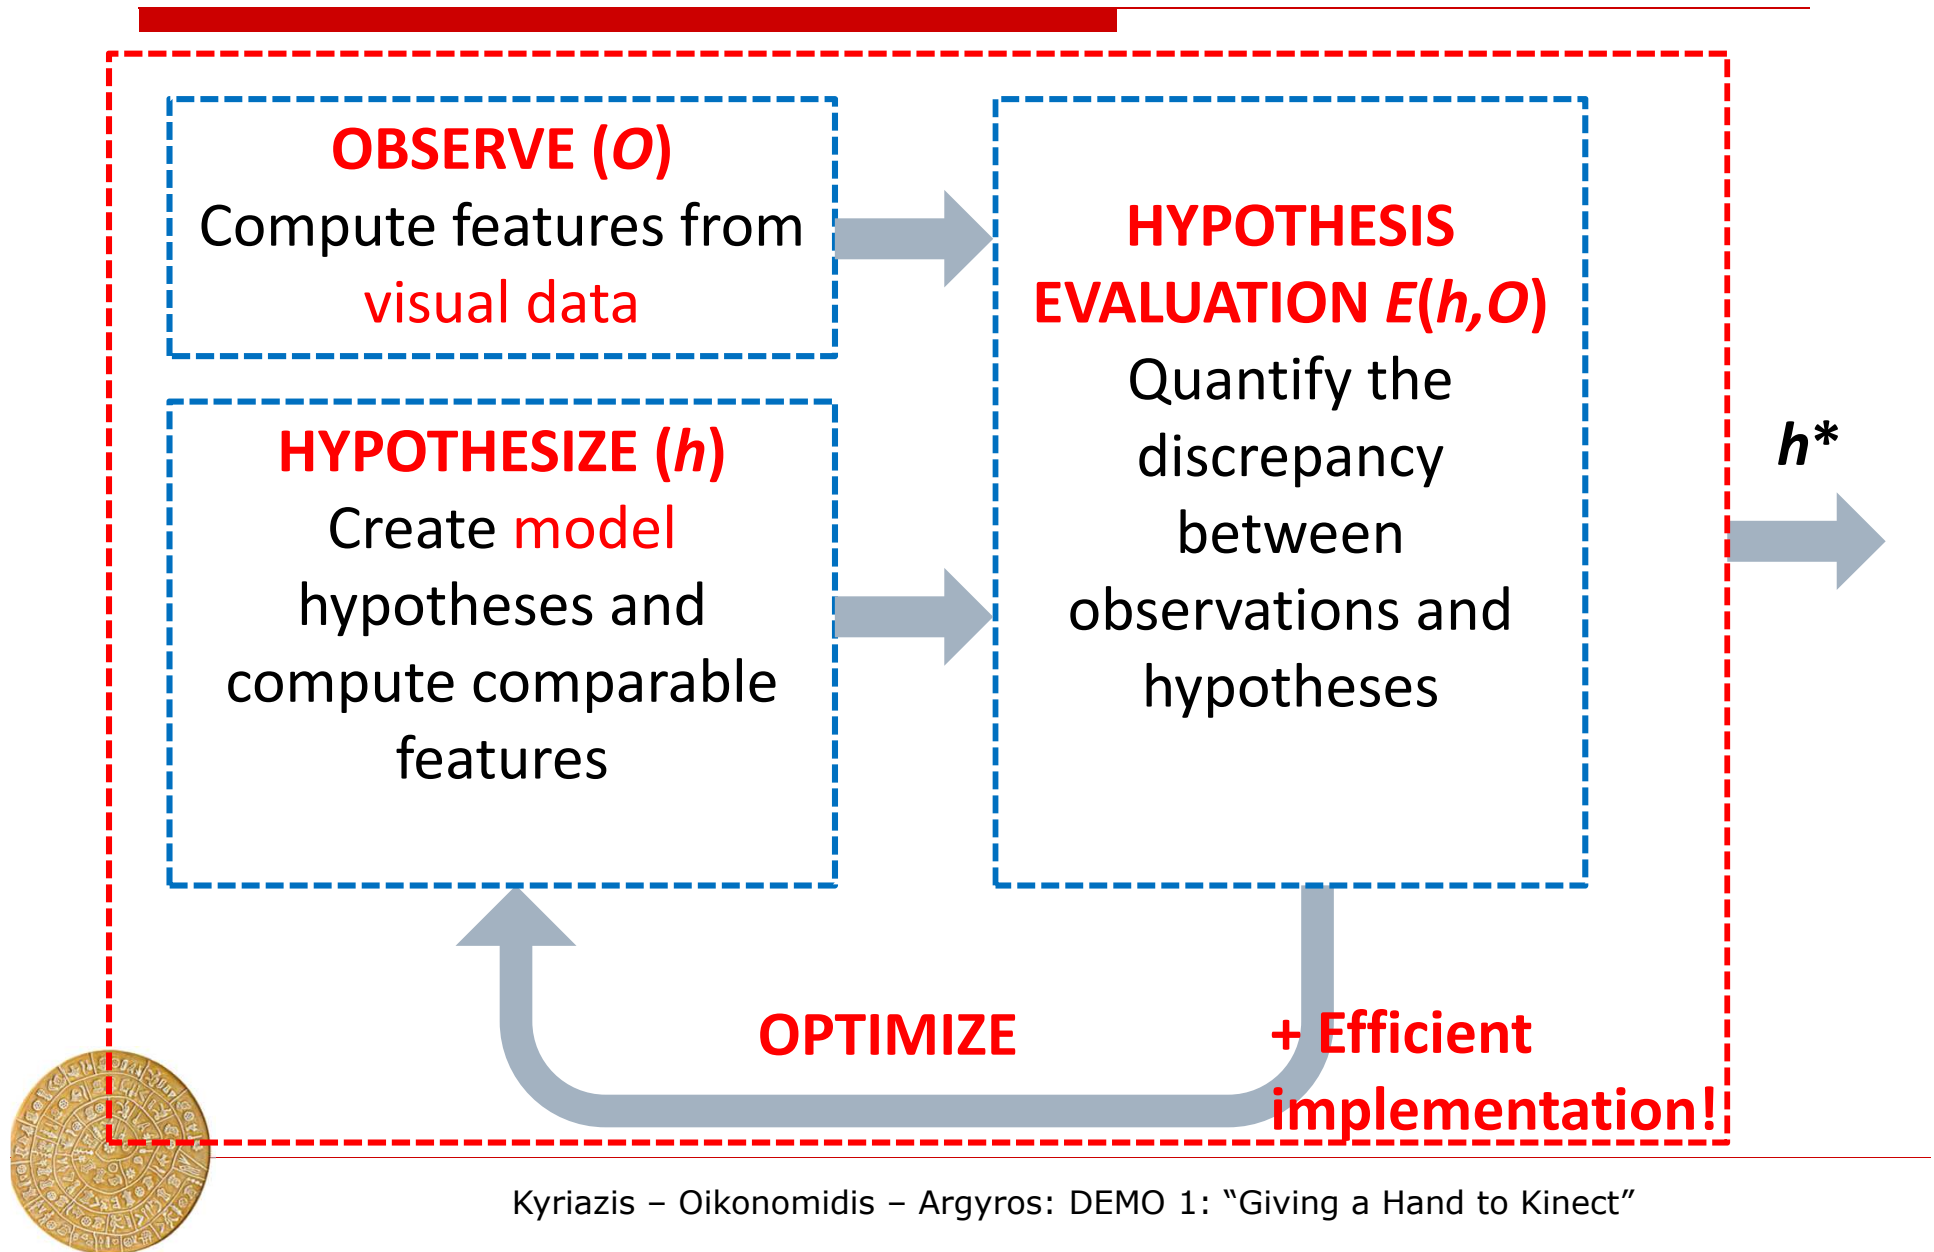 OBSERVE (O)
Compute features from
visual data
HYPOTHESIZE (h)
Create model
hypotheses and
compute comparable
features
HYPOTHESIS
EVALUATION E(h,O)
Quantify the
discrepancy
between
observations and
hypotheses
h*
OPTIMIZE
+ Efficient
implementation!
Kyriazis – Oikonomidis – Argyros: DEMO 1: “Giving a Hand to Kinect”